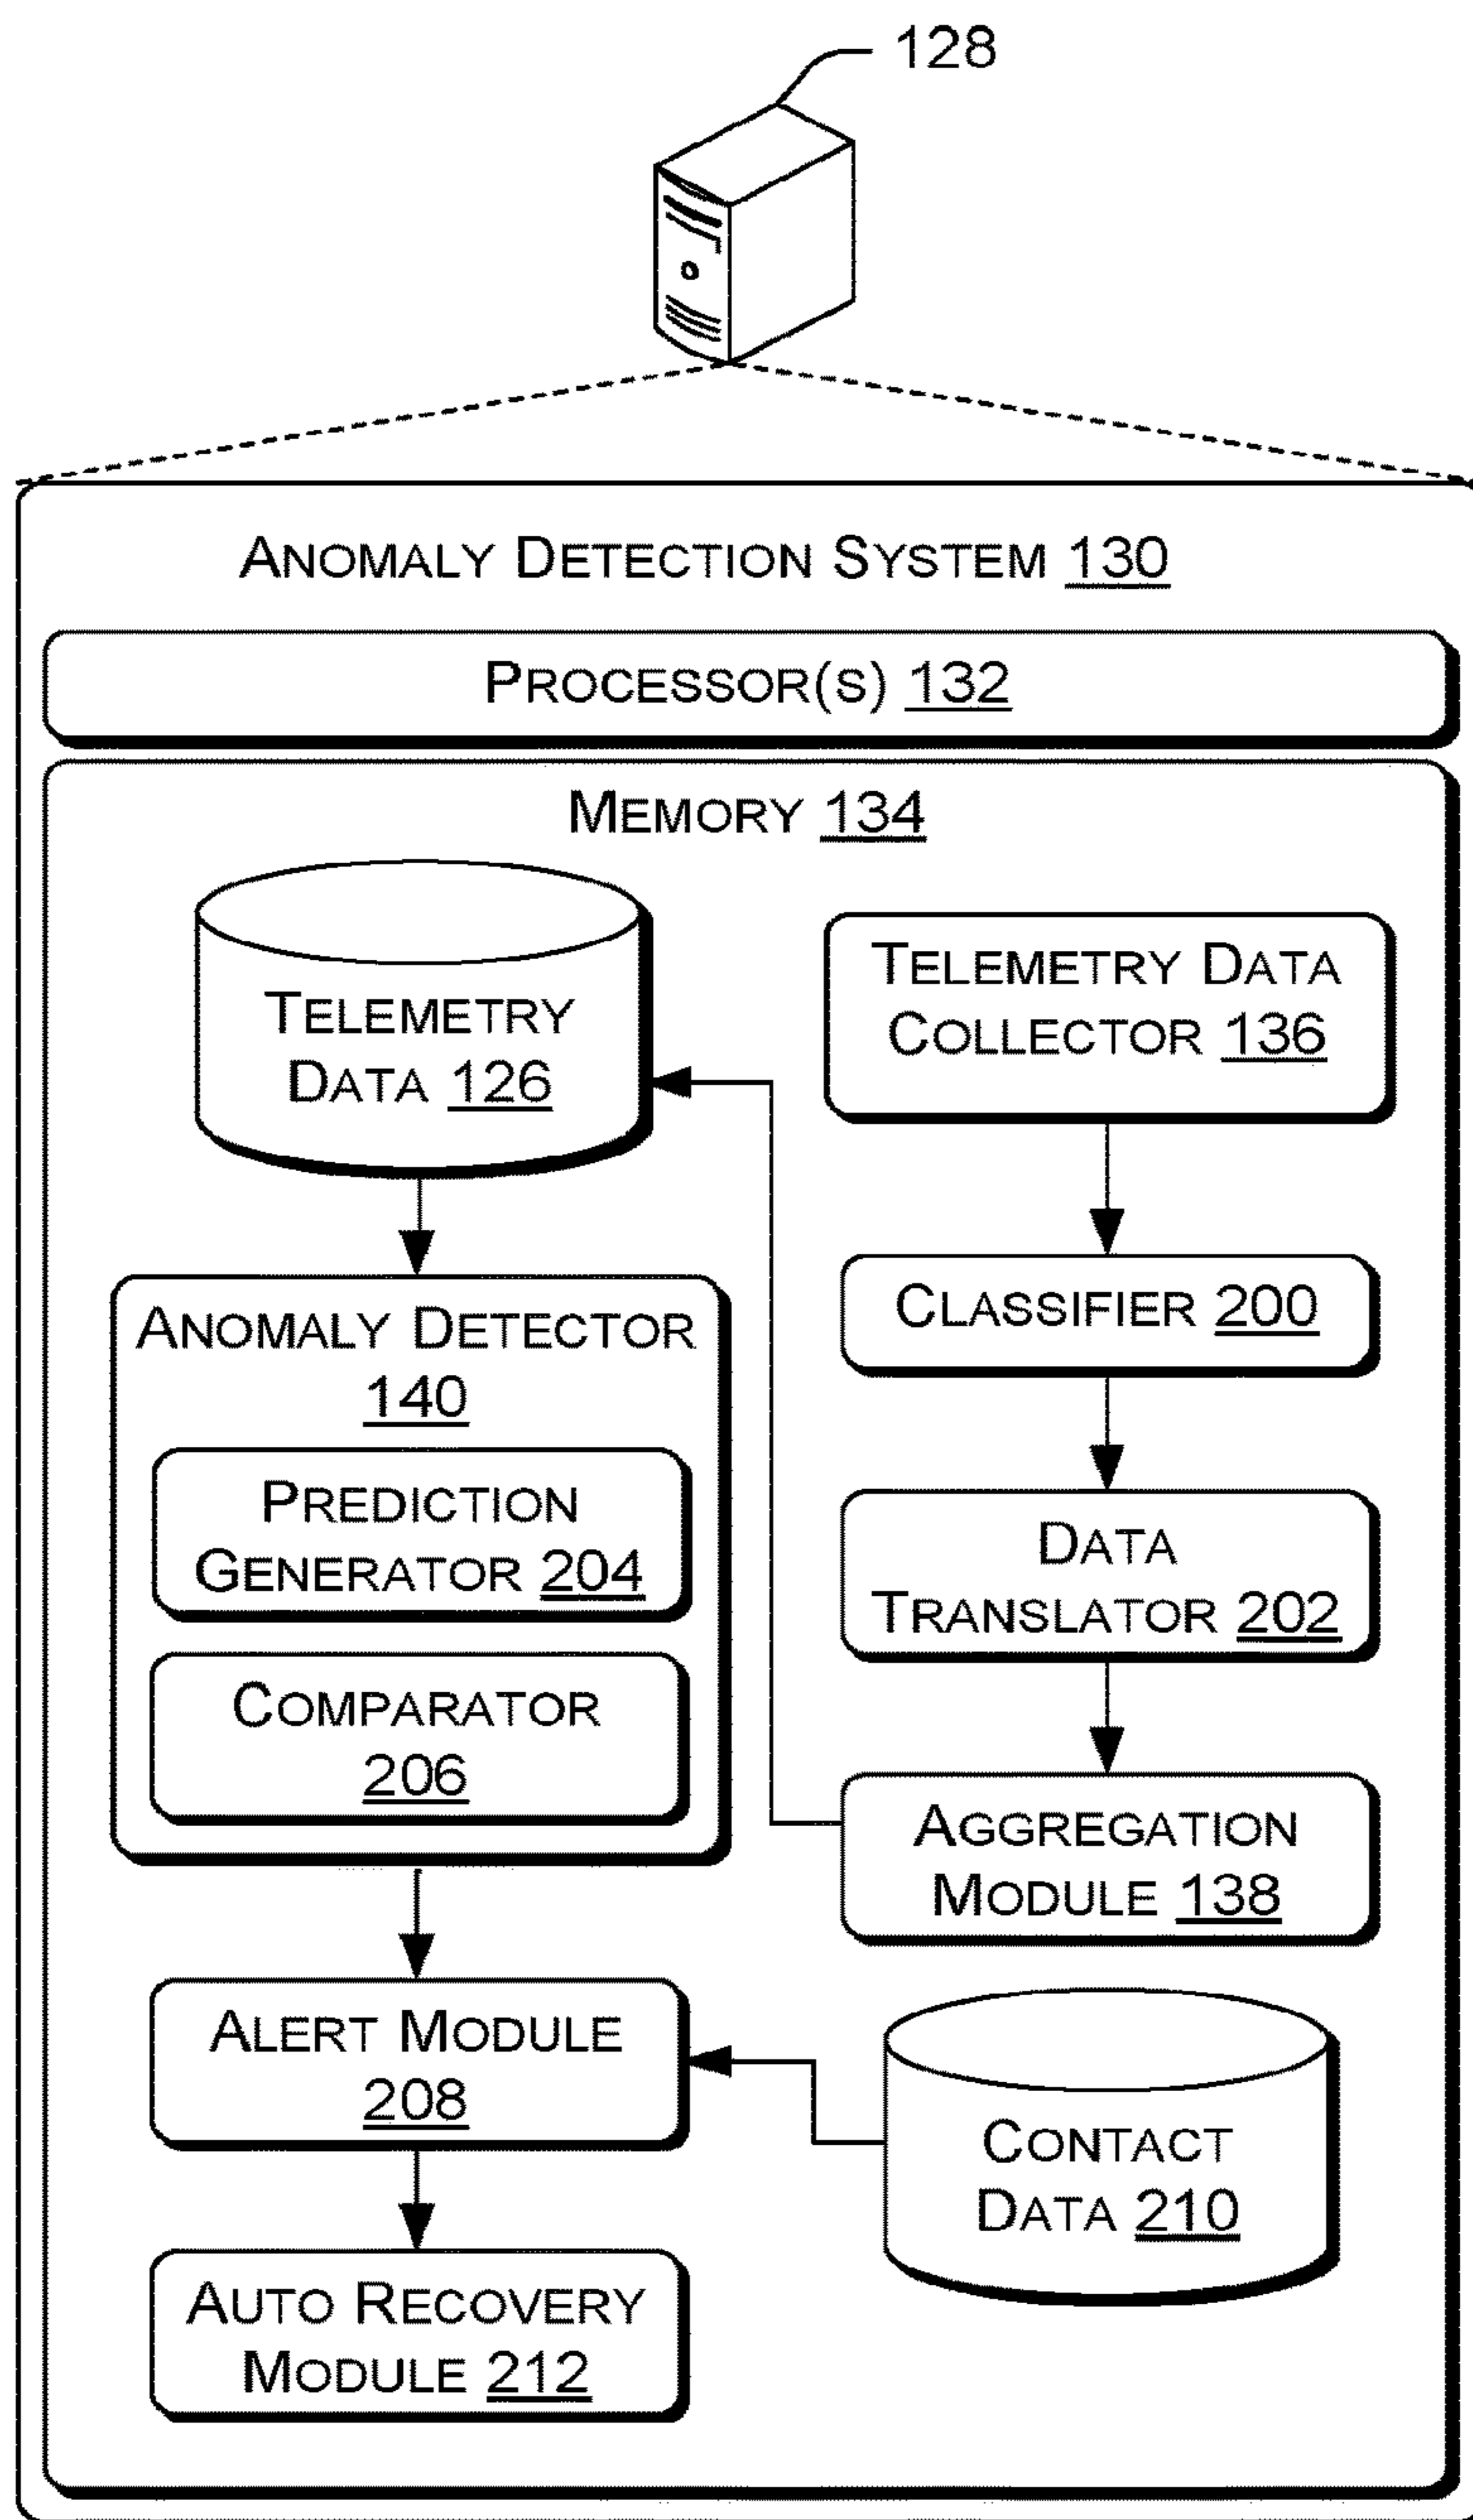 128
ANOMALY DETECTION SYSTEM 130
PROCESSOR(S) 132
MEMORY 134
TELEMETRY
DATA 126
TELEMETRY DATA
COLLECTOR 136
CLASSIFIER 200
DATA
TRANSLATOR 202
AGGREGATION
MODULE 138
ANOMALY DETECTOR
140
PREDICTION
GENERATOR 204
COMPARATOR
206
ALERT MODULE
208
CONTACT
DATA 210
AUTO RECOVERY
MODULE 212